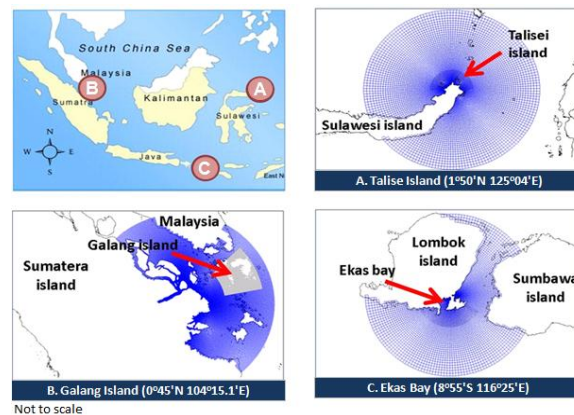 South China Sea
Malaysia
B
A
Sumatra
Kalimantan
Sulawesi
N
W E
S
Java
C
East N
Talisei
island
Sulawesi island
A. Talise Island (1°50'N 125°04'E)
Malaysia
Galang Island
Sumatera
island
B. Galang Island (0°45'N 104°15.1'E)
Lombok
island
Ekas bay
Sumbawa
island
C. Ekas Bay (8°55'S 116°25'E)
Not to scale